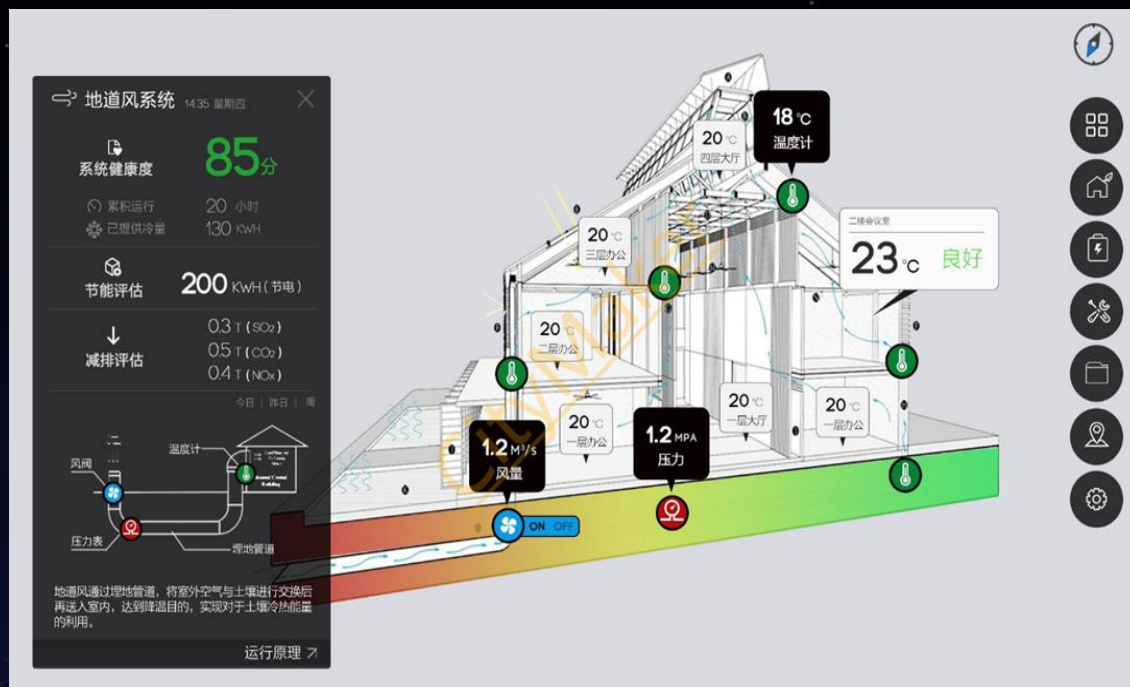 地道风系统 14:35 星期四
系统健康度
85分
累积运行 20 小时
已提供冷量 130 KWH
节能评估
200 KWH（节电）
减排评估
0.3 T (SO₂)
0.5 T (CO₂)
0.4 T (NOx)
今日 | 昨日 | 周
风阀
温度计
压力表
埋地管道
地道风通过埋地管道，将室外空气与土壤进行交换后
再送入室内，达到降温目的，实现对于土壤冷热能量
的利用。
运行原理
18 °C
温度计
20 °C
四层大厅
20 °C
三层办公
二楼会议室
23 °C 良好
20 °C
二层办公
20 °C
一层办公
20 °C
一层大厅
20 °C
一层办公
1.2 M³/s
风量
1.2 MPA
压力
ON OFF
CityMaker